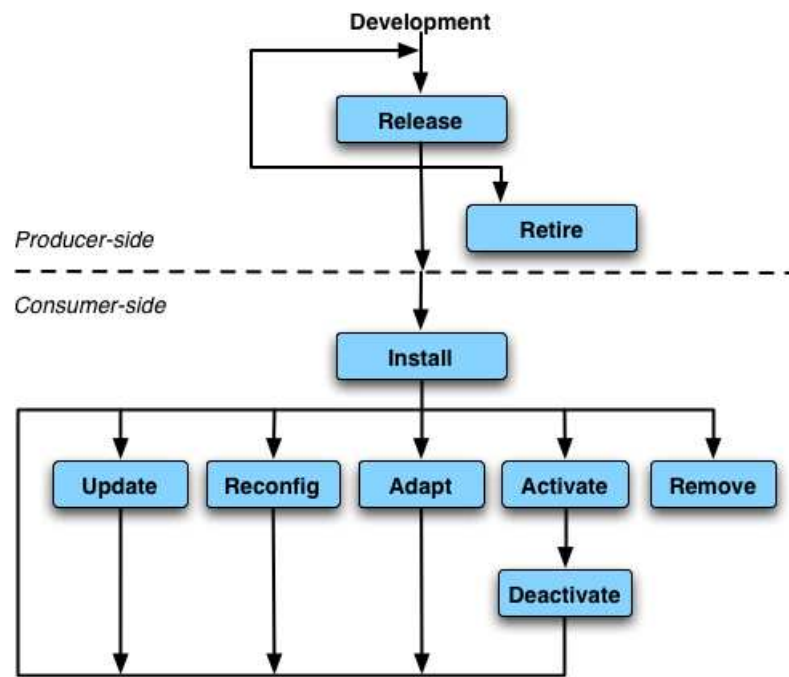 Development
Release
Retire
Producer-side
Consumer-side
Install
Update
Reconfig
Adapt
Activate
Remove
Deactivate